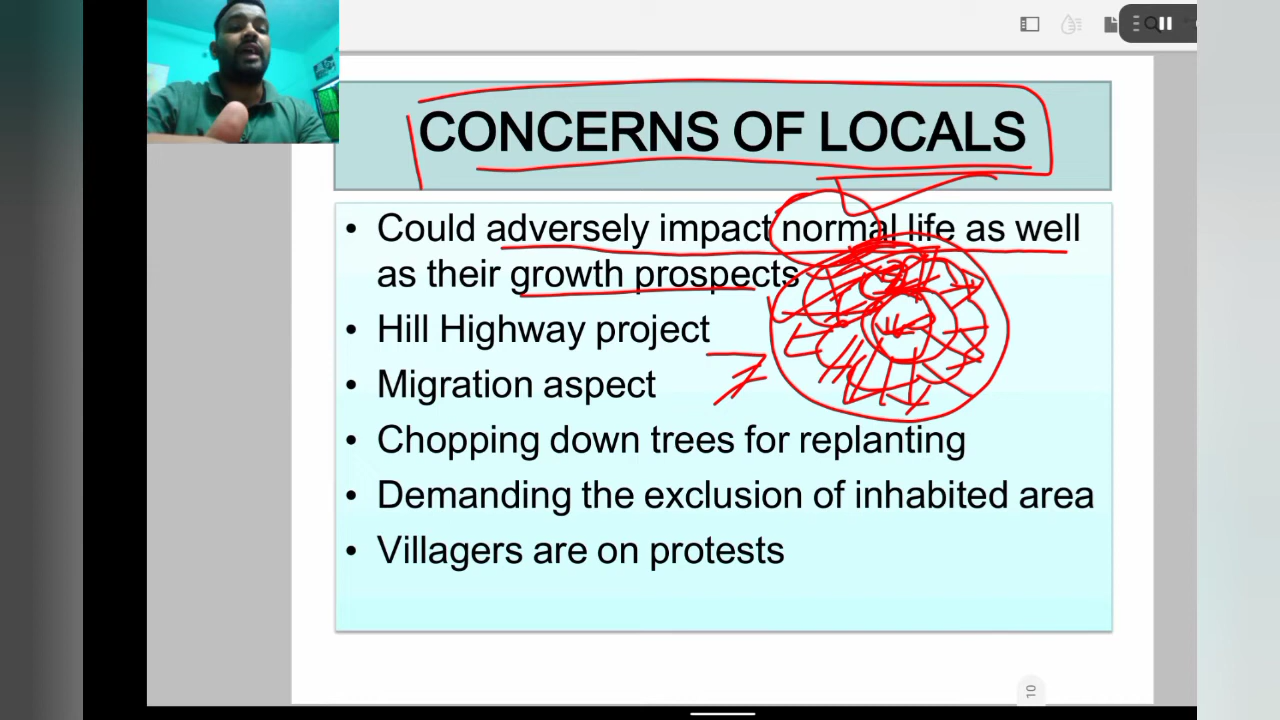 CONCERNS OF LOCALS
• Could adversely impact normal life as well
as their growth prospects
• Hill Highway project
• Migration aspect
• Chopping down trees for replanting
• Demanding the exclusion of inhabited area
• Villagers are on protests
10